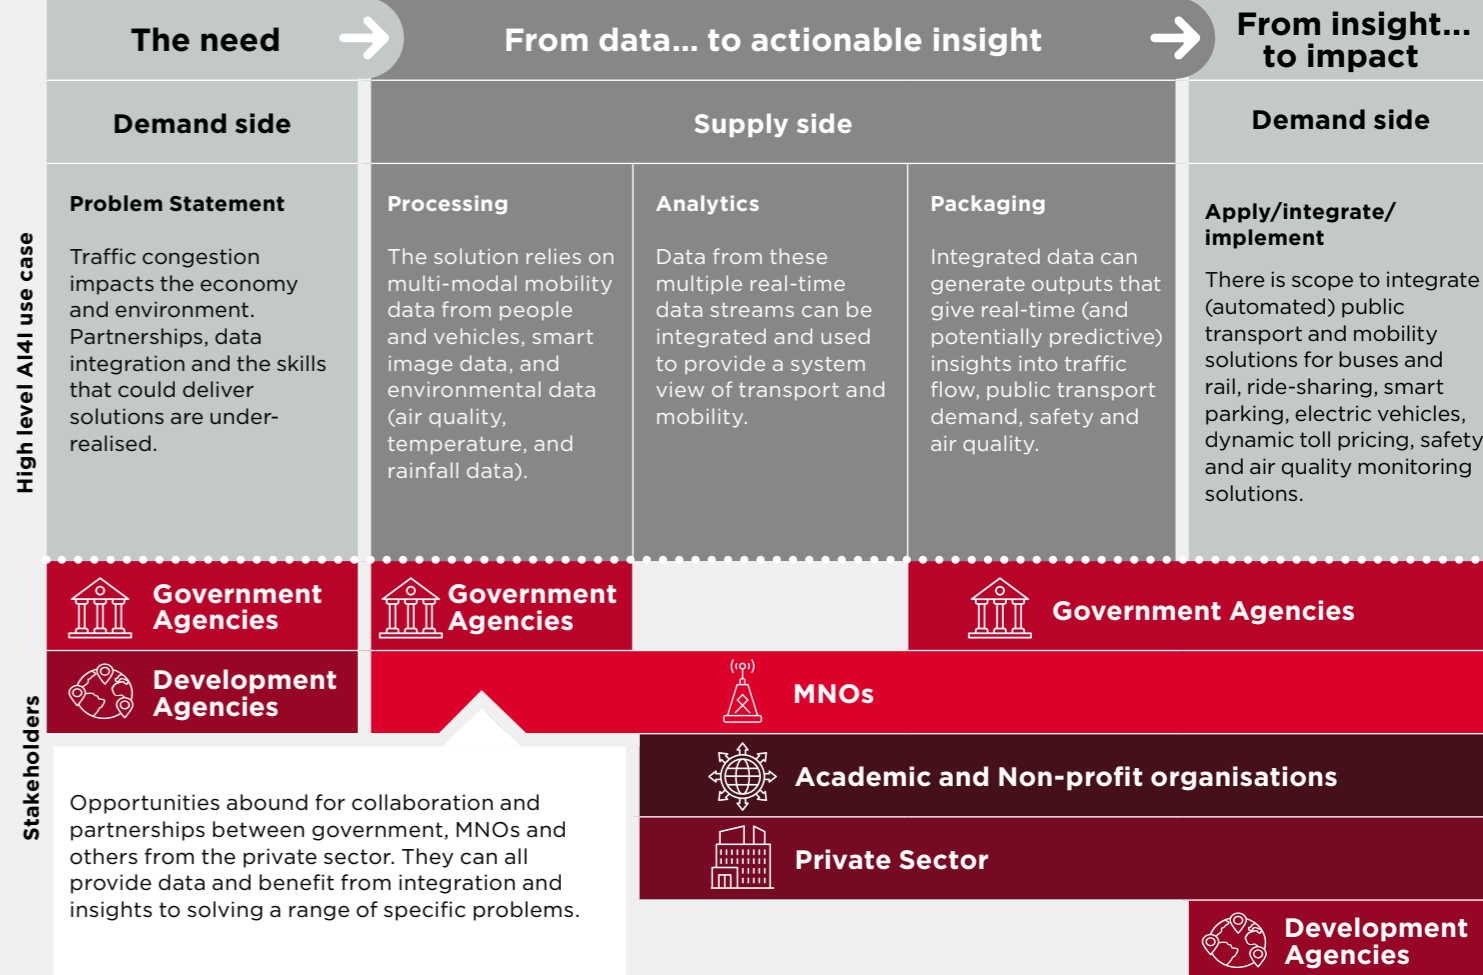 The need
From data... to actionable insight
From insight...
to impact
Demand side
Supply side
Demand side
High level AI4I use case
Problem Statement
Traffic congestion
impacts the economy
and environment.
Partnerships, data
integration and the skills
that could deliver
solutions are under-
realised.
Processing
The solution relies on
multi-modal mobility
data from people
and vehicles, smart
image data, and
environmental data
(air quality,
temperature, and
rainfall data).
Analytics
Data from these
multiple real-time
data streams can be
integrated and used
to provide a system
view of transport and
mobility.
Packaging
Integrated data can
generate outputs that
give real-time (and
potentially predictive)
insights into traffic
flow, public transport
demand, safety and
air quality.
Apply/integrate/
implement
There is scope to integrate
(automated) public
transport and mobility
solutions for buses and
rail, ride-sharing, smart
parking, electric vehicles,
dynamic toll pricing, safety
and air quality monitoring
solutions.
Stakeholders
Government
Agencies
Government
Agencies
Government Agencies
Development
Agencies
MNOs
Academic and Non-profit organisations
Private Sector
Development
Agencies
Opportunities abound for collaboration and
partnerships between government, MNOs and
others from the private sector. They can all
provide data and benefit from integration and
insights to solving a range of specific problems.